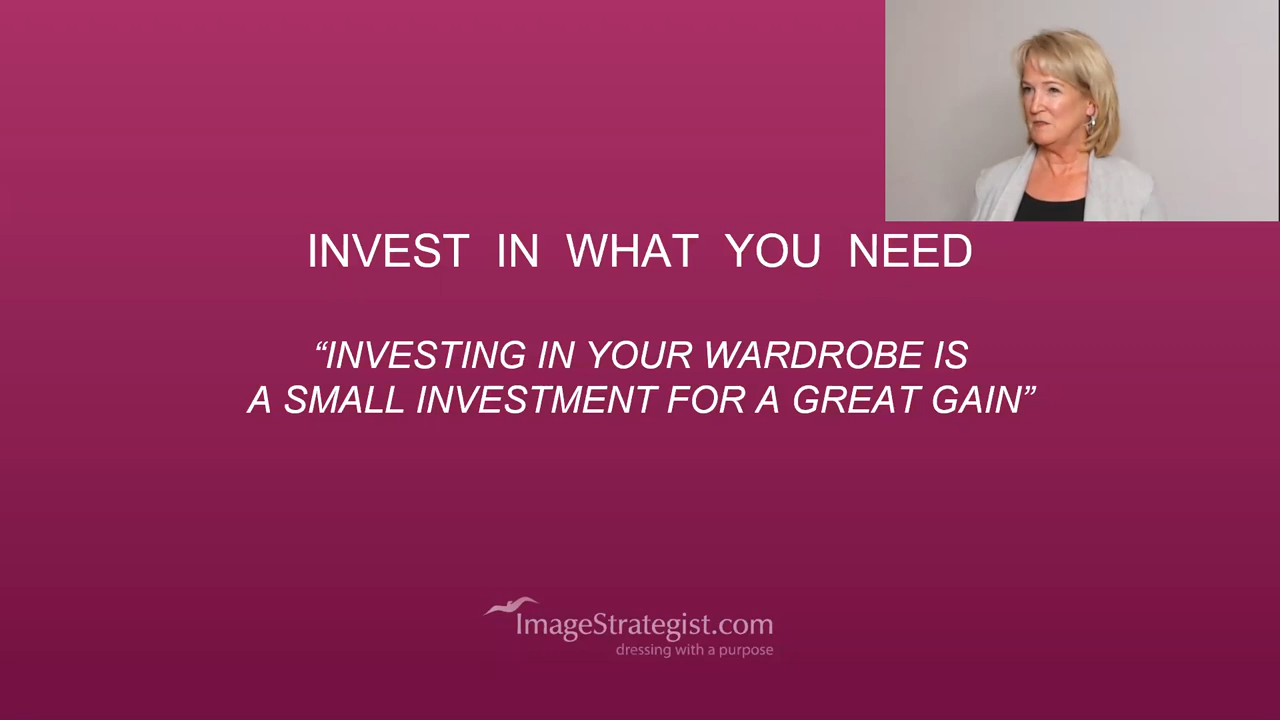 INVEST IN WHAT YOU NEED
“INVESTING IN YOUR WARDROBE IS
A SMALL INVESTMENT FOR A GREAT GAIN”
ImageStrategist.com
dressing with a purpose